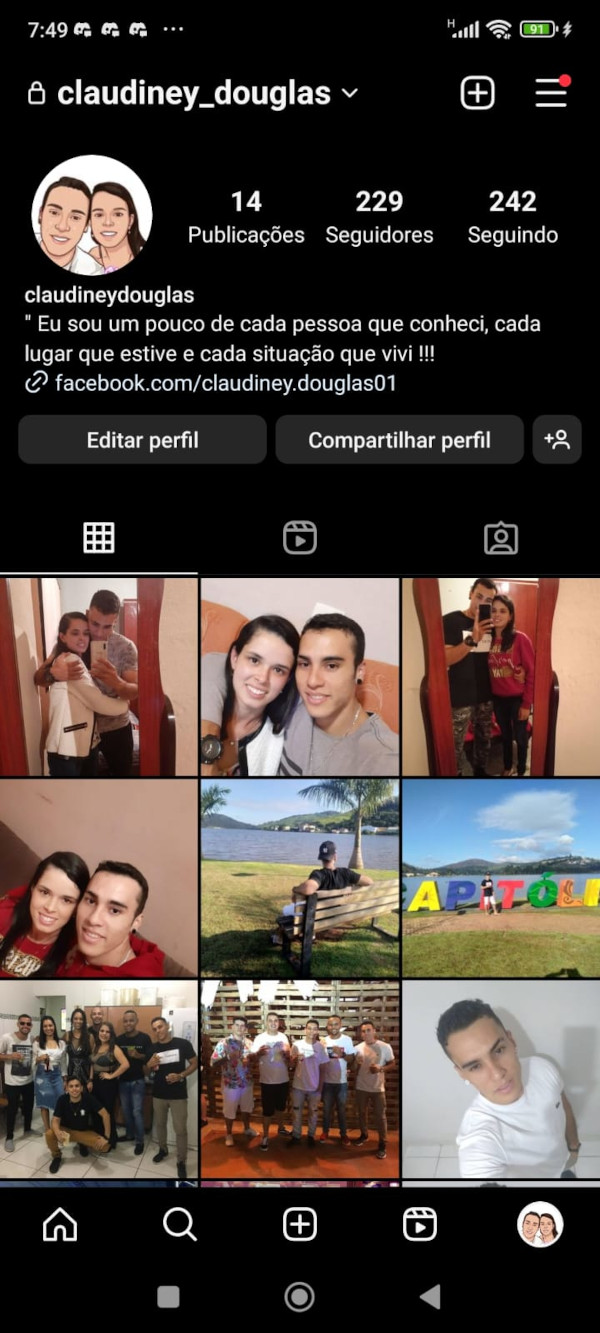 7:49
H
91
claudiney_douglas
14
Publicações
229
Seguidores
242
Seguindo
claudineydouglas
" Eu sou um pouco de cada pessoa que conheci, cada
lugar que estive e cada situação que vivi !!!
facebook.com/claudiney.douglas01
Editar perfil
Compartilhar perfil
CAPITÓLI